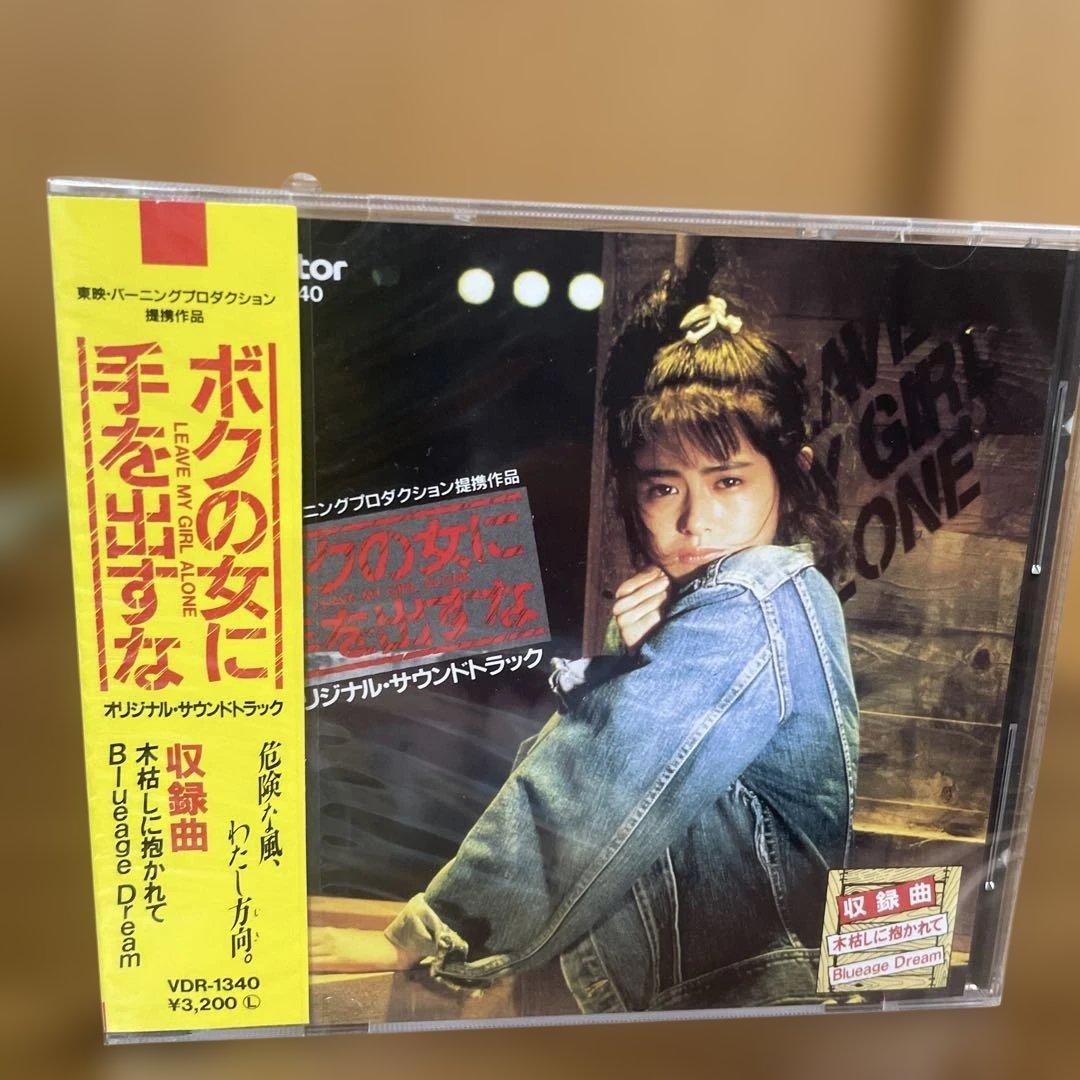 東映・バーニングプロダクション
提携作品
ボクの女に
手を出すな
LEAVE MY GIRL ALONE
オリジナル・サウンドトラック
危険な風、
わたし方向。
収録曲
木枯しに抱かれて
Blueage Dream
VDR-1340
¥3,200 Ⓛ
tor
40
ニングプロダクション提携作品
クの女に
LEAVE MY GIRL ALONE
を出すな
リジナル・サウンドトラック
AVE
Y GIRL
LONE
収録曲
木枯しに抱かれて
Blueage Dream